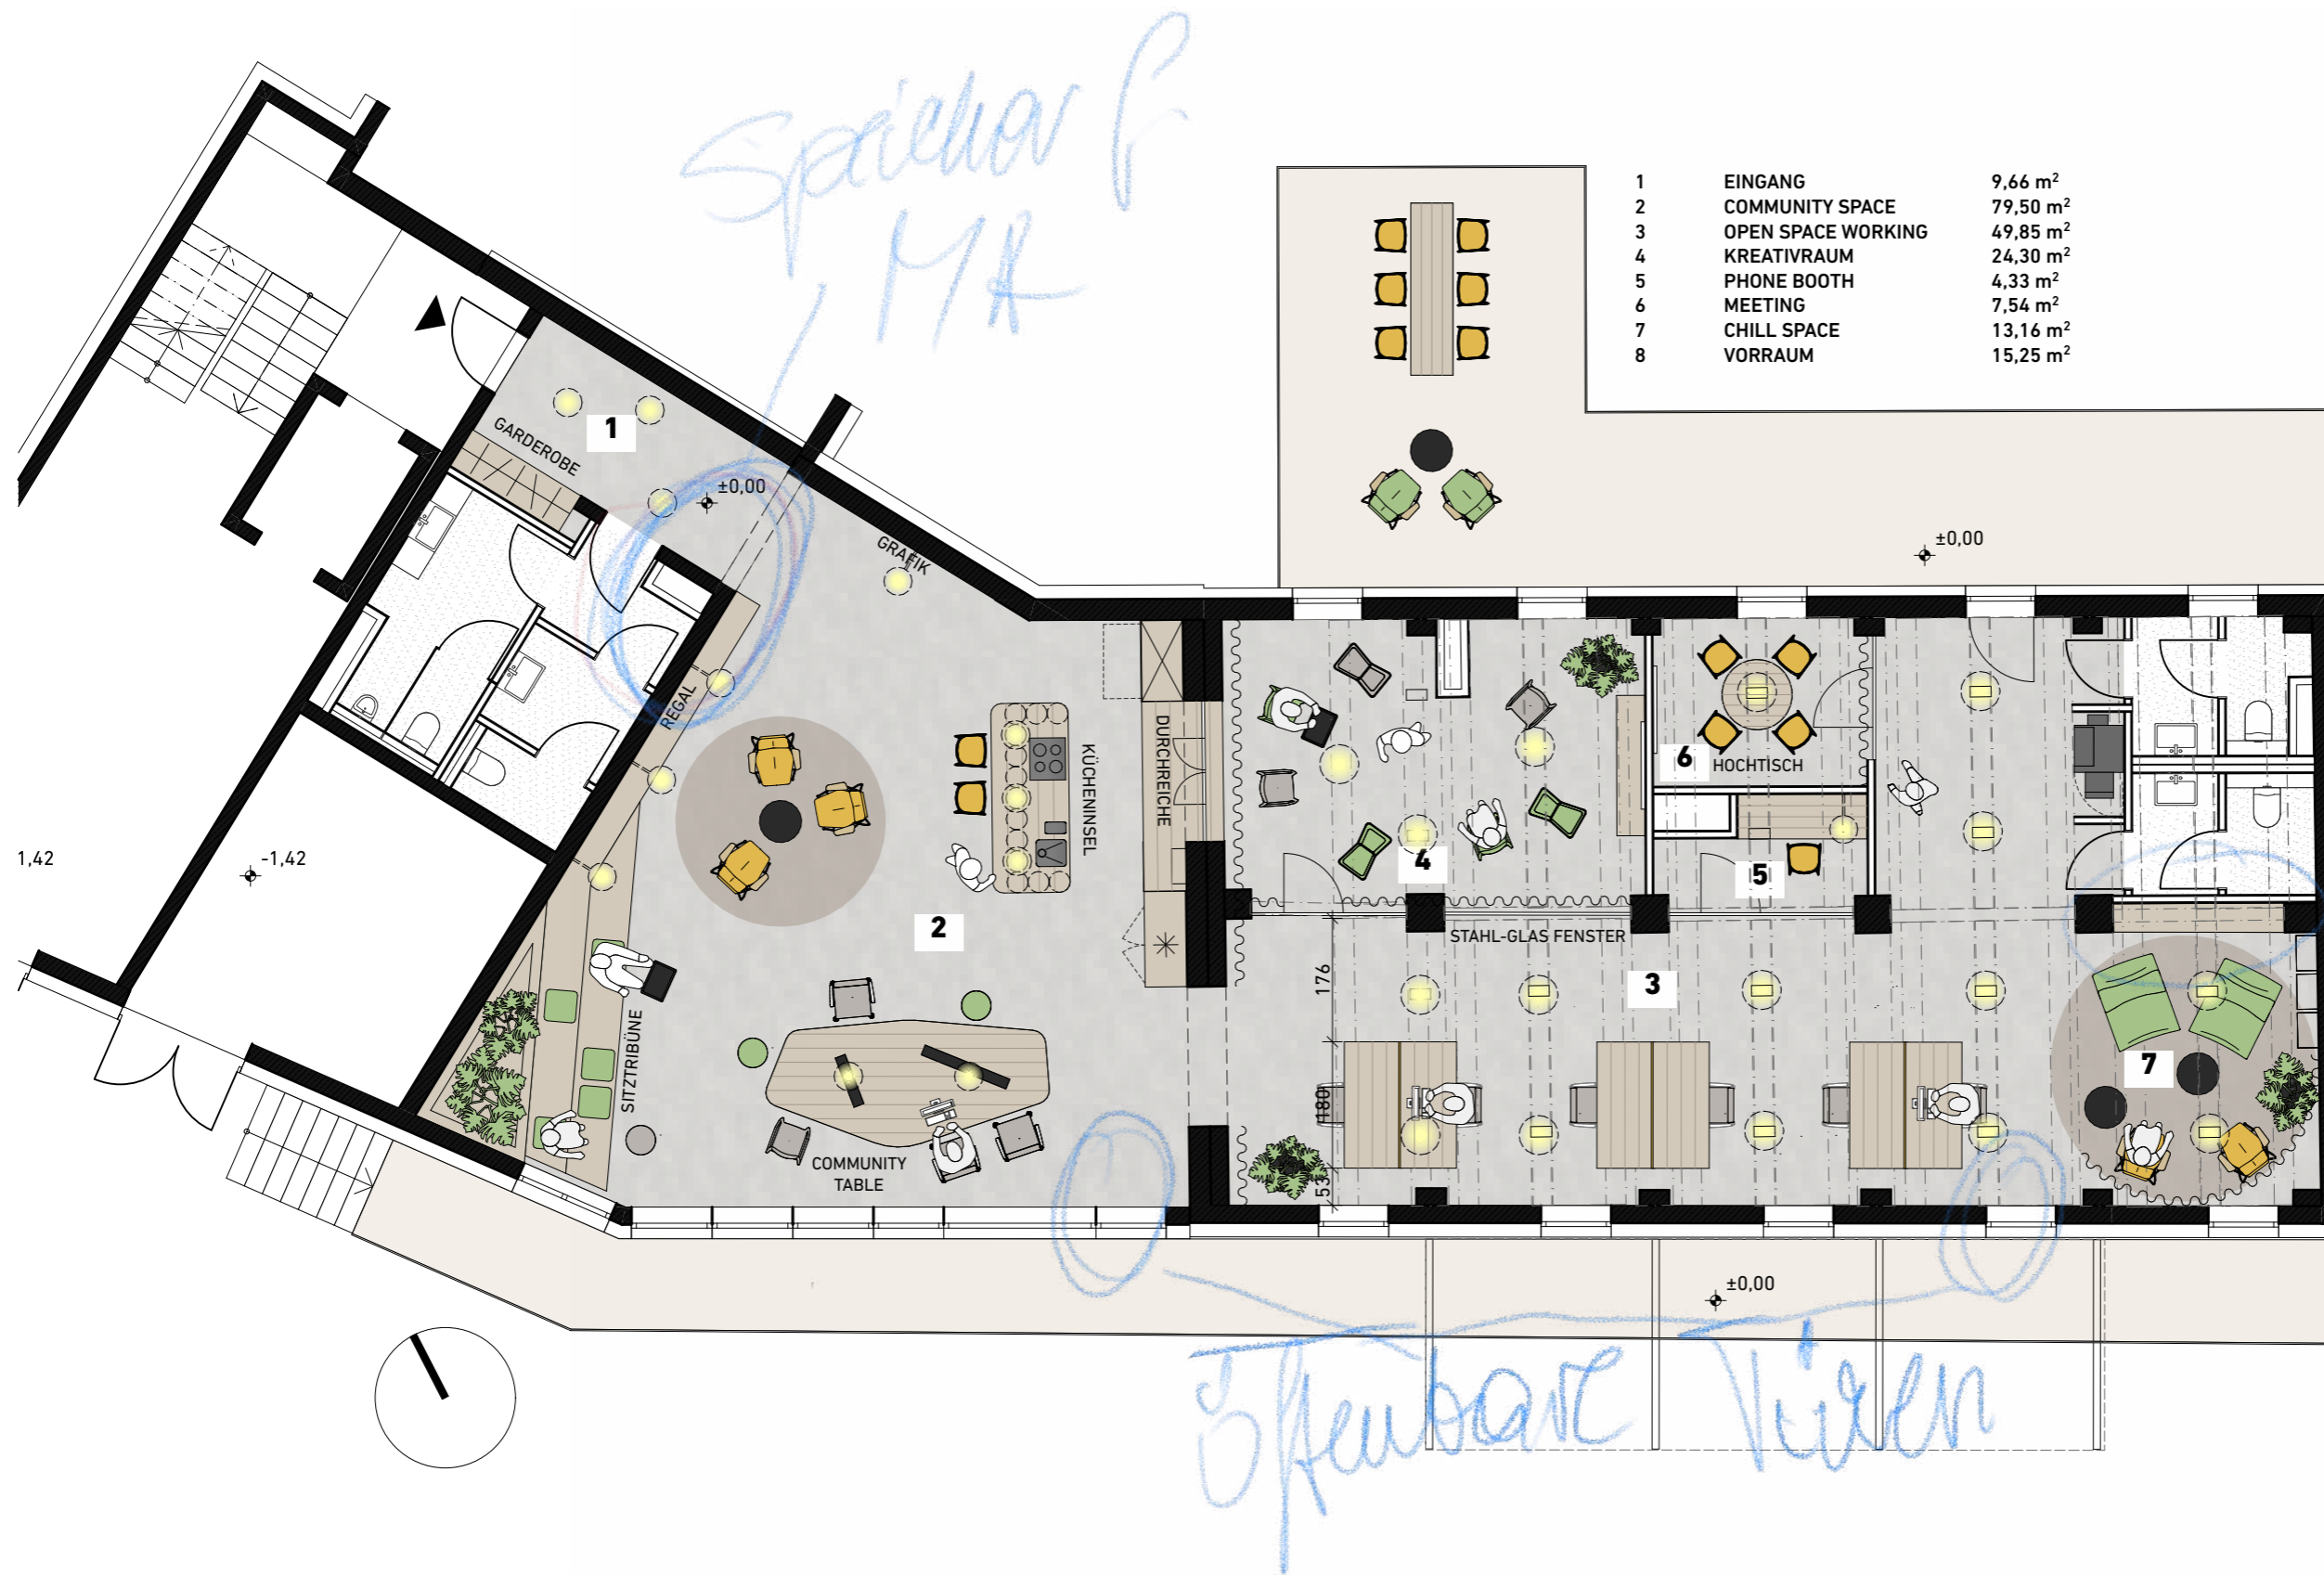 Speicher f.
MA
1 EINGANG 9,66 m²
2 COMMUNITY SPACE 79,50 m²
3 OPEN SPACE WORKING 49,85 m²
4 KREATIVRAUM 24,30 m²
5 PHONE BOOTH 4,33 m²
6 MEETING 7,54 m²
7 CHILL SPACE 13,16 m²
8 VORRAUM 15,25 m²
1
GARDEROBE
±0,00
GRAFIK
±0,00
REGAL
DURCHREICHE
KÜCHENINSEL
6
HOCHTISCH
1,42
-1,42
4
5
2
STAHL-GLAS FENSTER
176
3
SITZTRIBÜNE
180
7
COMMUNITY
TABLE
53
±0,00
öffenbare Türen